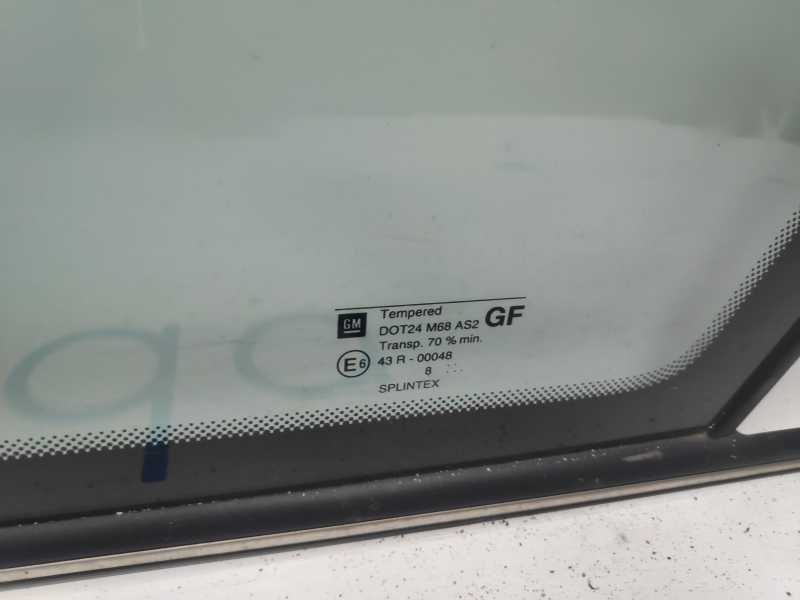 Tempered
GM
DOT24 M68 AS2 GF
Transp. 70 % min.
E6 43 R - 00048
8 ...
SPLINTEX